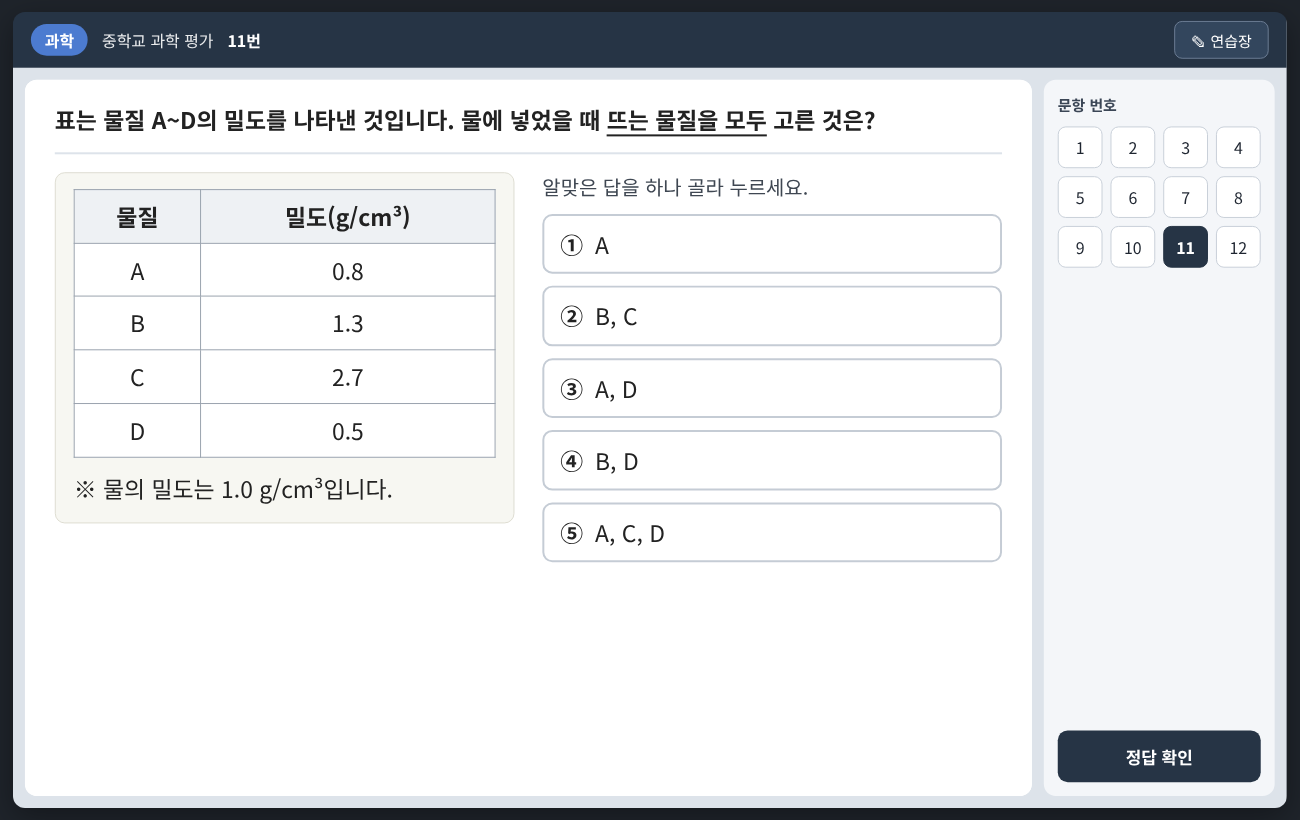 과학 중학교 과학 평가 11번
✎ 연습장
표는 물질 A~D의 밀도를 나타낸 것입니다. 물에 넣었을 때 뜨는 물질을 모두 고른 것은?
물질 밀도(g/cm³)
A 0.8
B 1.3
C 2.7
D 0.5
※ 물의 밀도는 1.0 g/cm³입니다.
알맞은 답을 하나 골라 누르세요.
① A
② B, C
③ A, D
④ B, D
⑤ A, C, D
문항 번호
1 2 3 4
5 6 7 8
9 10 11 12
정답 확인